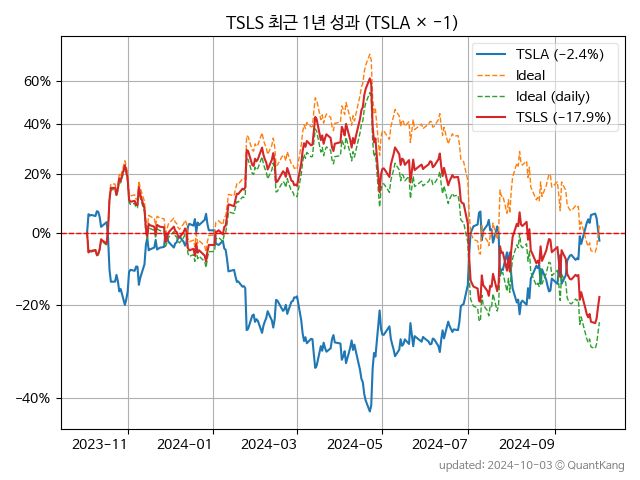 TSLS 최근 1년 성과 (TSLA × −1)
TSLA (−2.4%)
Ideal
Ideal (daily)
TSLS (−17.9%)
60%
40%
20%
0%
−20%
−40%
2023−11
2024−01
2024−03
2024−05
2024−07
2024−09
updated: 2024−10−03 © QuantKang